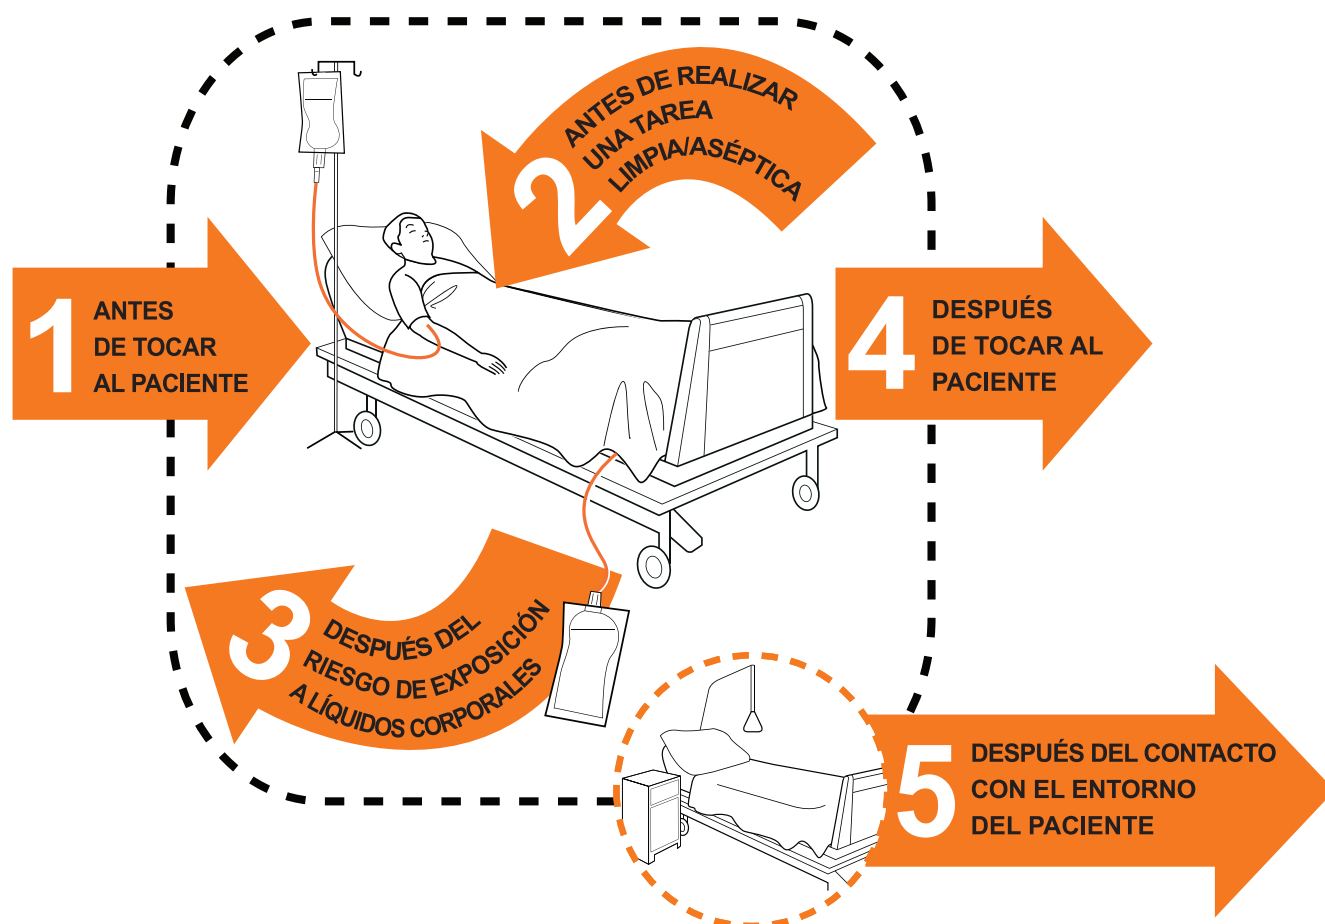 1
ANTES
DE TOCAR
AL PACIENTE
2
ANTES DE REALIZAR
UNA TAREA
LIMPIA/ASÉPTICA
3
DESPUÉS DEL
RIESGO DE EXPOSICIÓN
A LÍQUIDOS CORPORALES
4
DESPUÉS
DE TOCAR AL
PACIENTE
5
DESPUÉS DEL CONTACTO
CON EL ENTORNO
DEL PACIENTE